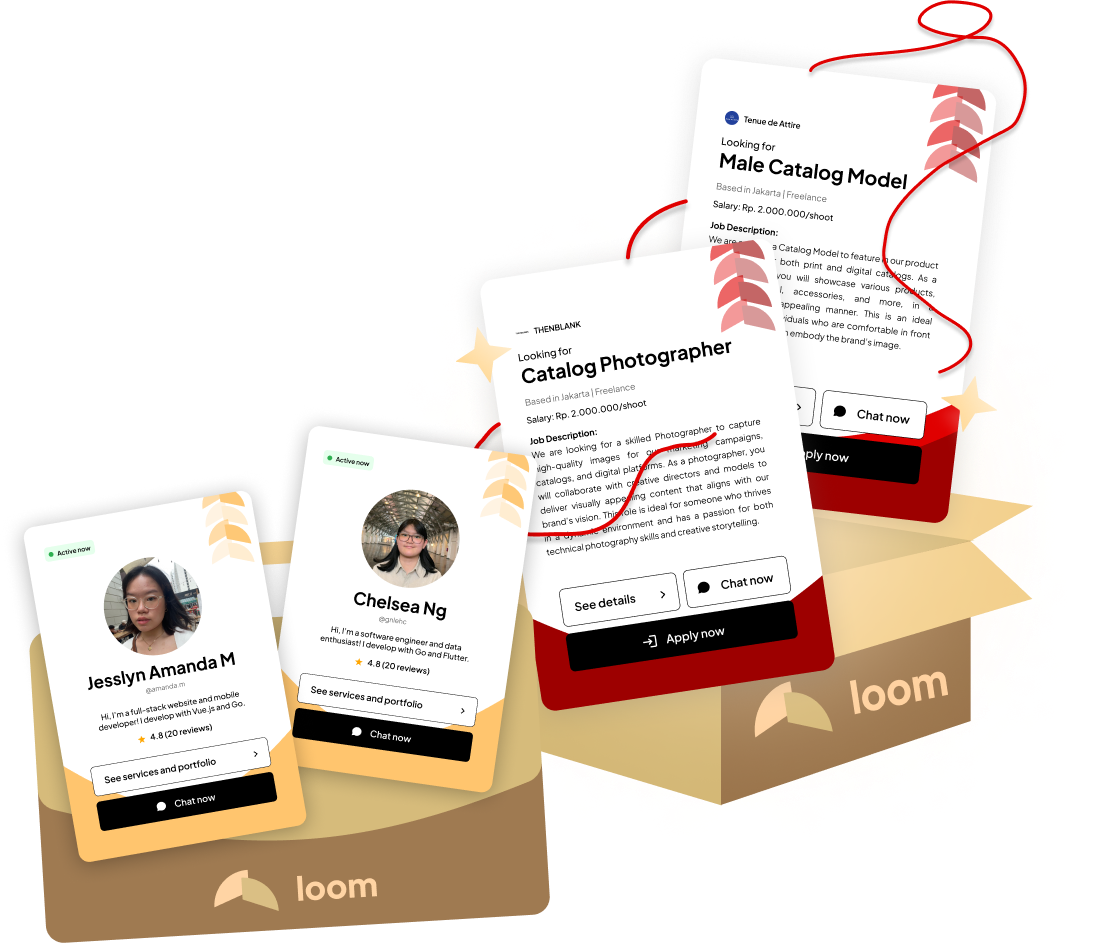 Tenue de Attire
Looking for
Male Catalog Model
Based in Jakarta | Freelance
Salary: Rp. 2.000.000/shoot
Job Description:
We are a Catalog Model to feature in our product
both print and digital catalogs. As a
you will showcase various products,
accessories, and more, in a
appealing manner. This is an ideal
who are comfortable in front
embody the brand's image.
Chat now
now
THENBLANK
Looking for
Catalog Photographer
Based in Jakarta | Freelance
Salary: Rp. 2.000.000/shoot
Job Description:
We are looking for a skilled Photographer to capture
high-quality images for our marketing campaigns,
catalogs, and digital platforms. As a photographer, you
will collaborate with creative directors and models to
deliver visually appealing content that aligns with our
brand's vision. This role is ideal for someone who thrives
in a dynamic environment and has a passion for both
technical photography skills and creative storytelling.
See details
Chat now
Apply now
Active now
Chelsea Ng
@gnlehc
Hi, I'm a software engineer and data
enthusiast! I develop with Go and Flutter.
4.8 (20 reviews)
See services and portfolio
Chat now
Active now
Jesslyn Amanda M
@amanda.m
Hi, I'm a full-stack website and mobile
developer! I develop with Vue.js and Go.
4.8 (20 reviews)
See services and portfolio
Chat now
loom
loom